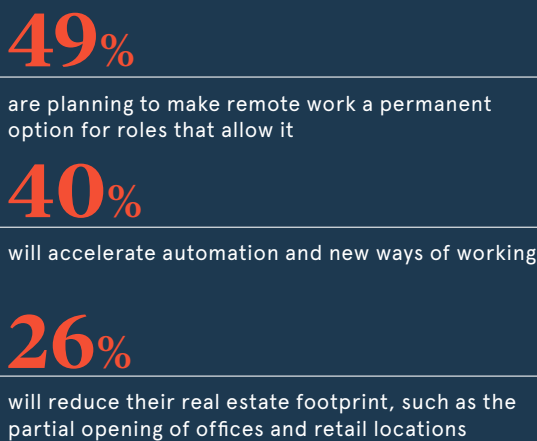 49%
are planning to make remote work a permanent
option for roles that allow it
40%
will accelerate automation and new ways of working
26%
will reduce their real estate footprint, such as the
partial opening of offices and retail locations